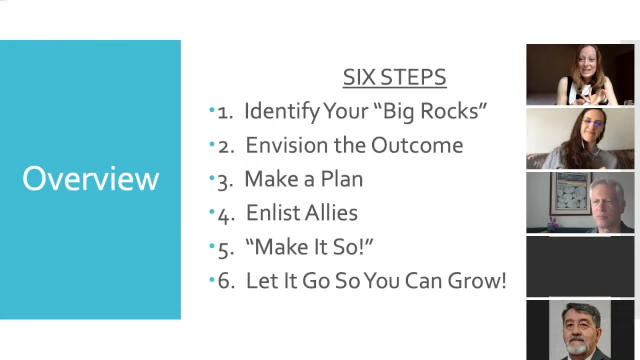 Overview
SIX STEPS
•1. Identify Your “Big Rocks”
•2. Envision the Outcome
•3. Make a Plan
•4. Enlist Allies
•5. “Make It So!”
•6. Let It Go So You Can Grow!